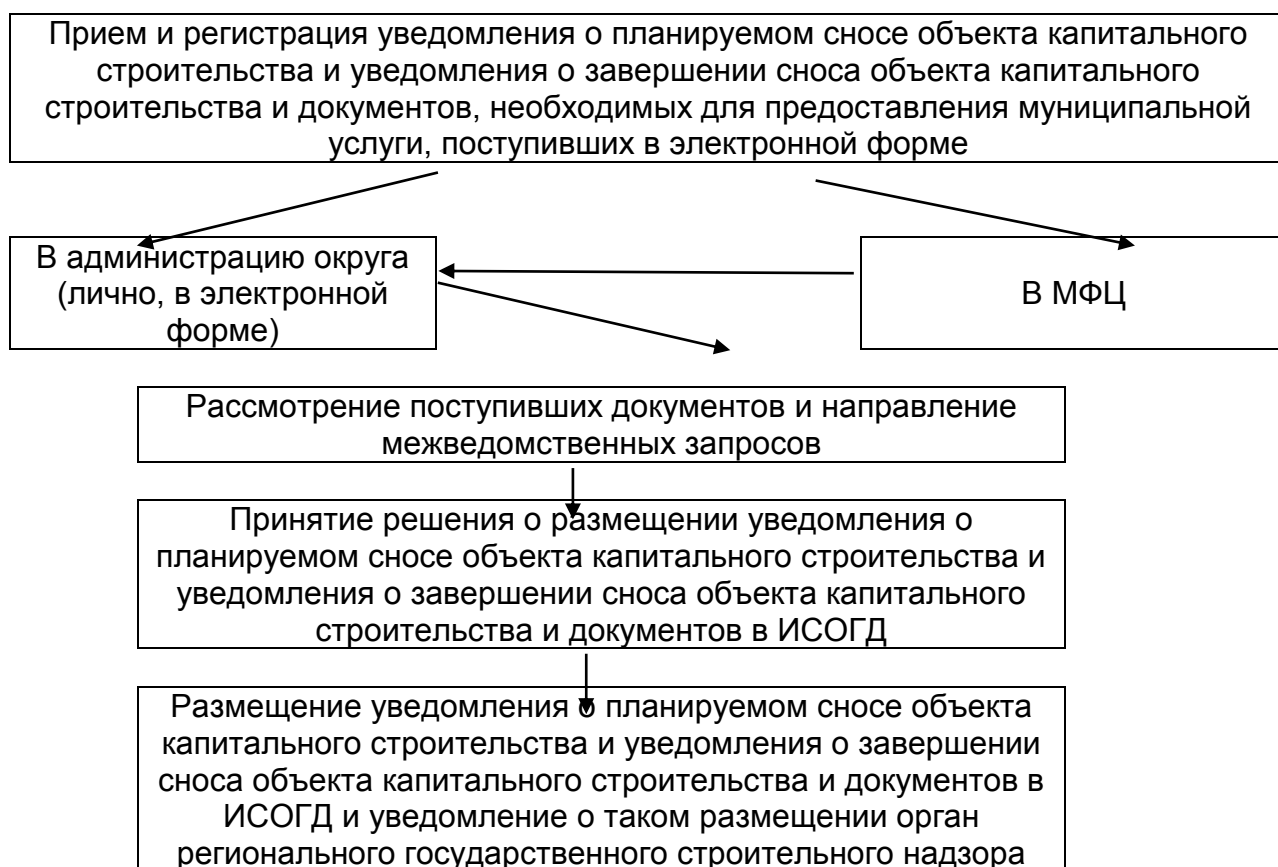 Прием и регистрация уведомления о планируемом сносе объекта капитального
строительства и уведомления о завершении сноса объекта капитального
строительства и документов, необходимых для предоставления муниципальной
услуги, поступивших в электронной форме
В администрацию округа
(лично, в электронной
форме)
В МФЦ
Рассмотрение поступивших документов и направление
межведомственных запросов
Принятие решения о размещении уведомления о
планируемом сносе объекта капитального строительства и
уведомления о завершении сноса объекта капитального
строительства и документов в ИСОГД
Размещение уведомления о планируемом сносе объекта
капитального строительства и уведомления о завершении
сноса объекта капитального строительства и документов в
ИСОГД и уведомление о таком размещении орган
регионального государственного строительного надзора